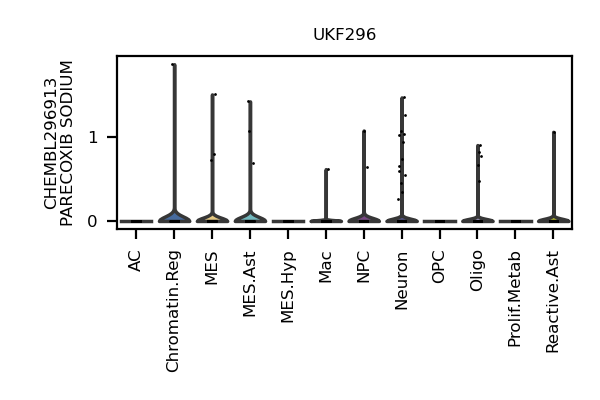 UKF296
CHEMBL296913
PARECOXIB SODIUM
1
0
AC
Chromatin.Reg
MES
MES.Ast
MES.Hyp
Mac
NPC
Neuron
OPC
Oligo
Prolif.Metab
Reactive.Ast